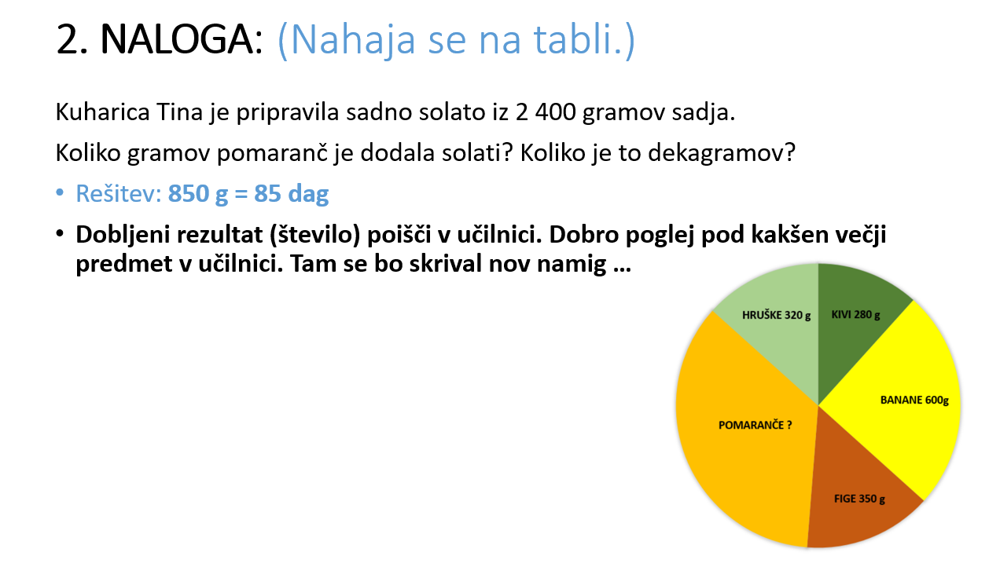 2. NALOGA: (Nahaja se na tabli.)
Kuharica Tina je pripravila sadno solato iz 2 400 gramov sadja.
Koliko gramov pomaranč je dodala solati? Koliko je to dekagramov?
• Rešitev: 850 g = 85 dag
• Dobljeni rezultat (število) poišči v učilnici. Dobro poglej pod kakšen večji
predmet v učilnici. Tam se bo skrival nov namig …
HRUŠKE 320 g
KIVI 280 g
BANANE 600g
POMARANČE ?
FIGE 350 g